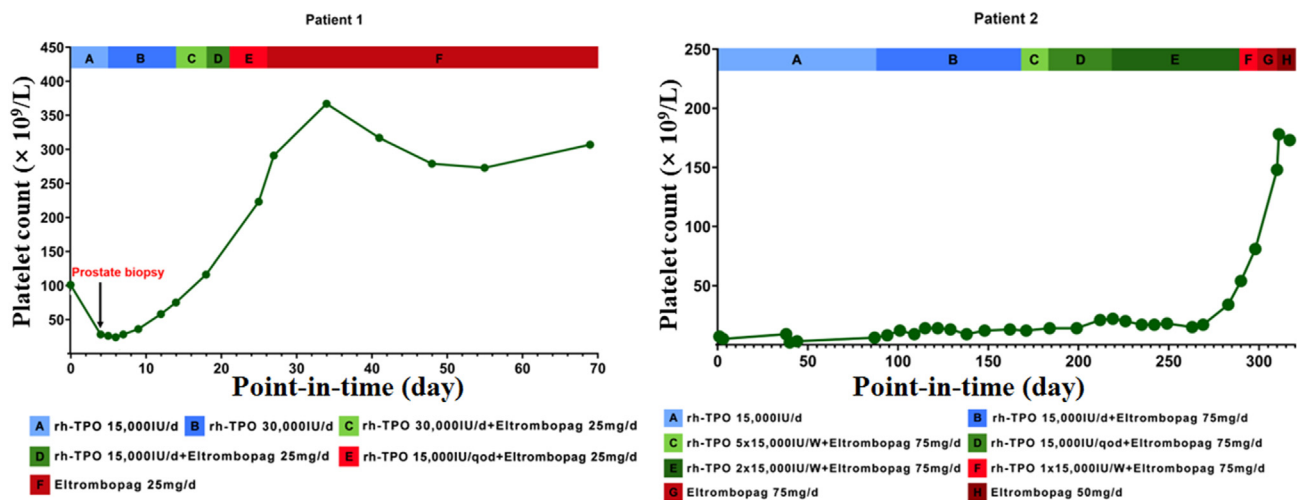 Patient 1
A B C D E F
Platelet count (× 10⁹/L)
450
400
350
300
250
200
150
100
50
Prostate biopsy
0 10 20 30 40 50 60 70
Point-in-time (day)
A rh-TPO 15,000IU/d B rh-TPO 30,000IU/d C rh-TPO 30,000IU/d+Eltrombopag 25mg/d
D rh-TPO 15,000IU/d+Eltrombopag 25mg/d E rh-TPO 15,000IU/qod+Eltrombopag 25mg/d
F Eltrombopag 25mg/d
Patient 2
A B C D E F G H
Platelet count (× 10⁹/L)
250
200
150
100
50
0 50 100 150 200 250 300
Point-in-time (day)
A rh-TPO 15,000IU/d B rh-TPO 15,000IU/d+Eltrombopag 75mg/d
C rh-TPO 5x15,000IU/W+Eltrombopag 75mg/d D rh-TPO 15,000IU/qod+Eltrombopag 75mg/d
E rh-TPO 2x15,000IU/W+Eltrombopag 75mg/d F rh-TPO 1x15,000IU/W+Eltrombopag 75mg/d
G Eltrombopag 75mg/d H Eltrombopag 50mg/d